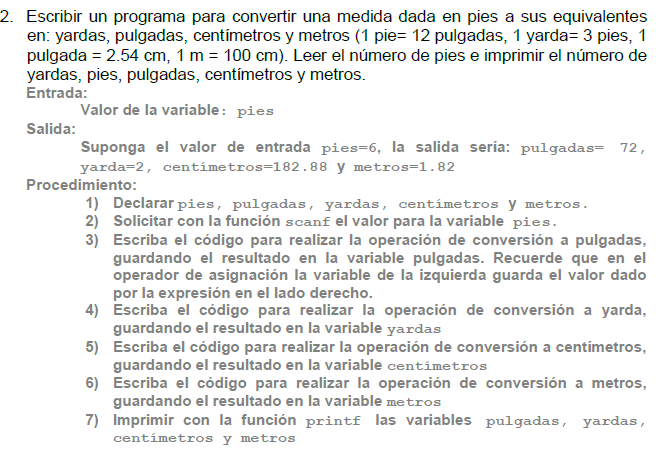 2. Escribir un programa para convertir una medida dada en pies a sus equivalentes
en: yardas, pulgadas, centímetros y metros (1 pie= 12 pulgadas, 1 yarda= 3 pies, 1
pulgada = 2.54 cm, 1 m = 100 cm). Leer el número de pies e imprimir el número de
yardas, pies, pulgadas, centímetros y metros.
Entrada:
Valor de la variable: pies
Salida:
Suponga el valor de entrada pies=6, la salida sería: pulgadas= 72,
yarda=2, centímetros=182.88 y metros=1.82
Procedimiento:
1) Declarar pies, pulgadas, yardas, centímetros y metros.
2) Solicitar con la función scanf el valor para la variable pies.
3) Escriba el código para realizar la operación de conversión a pulgadas,
guardando el resultado en la variable pulgadas. Recuerde que en el
operador de asignación la variable de la izquierda guarda el valor dado
por la expresión en el lado derecho.
4) Escriba el código para realizar la operación de conversión a yarda,
guardando el resultado en la variable yardas
5) Escriba el código para realizar la operación de conversión a centímetros,
guardando el resultado en la variable centímetros
6) Escriba el código para realizar la operación de conversión a metros,
guardando el resultado en la variable metros
7) Imprimir con la función printf las variables pulgadas, yardas,
centímetros y metros